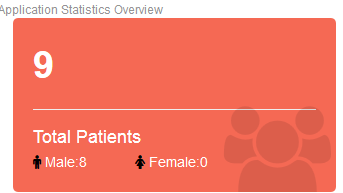 Application Statistics Overview
9
Total Patients
Male:8 Female:0